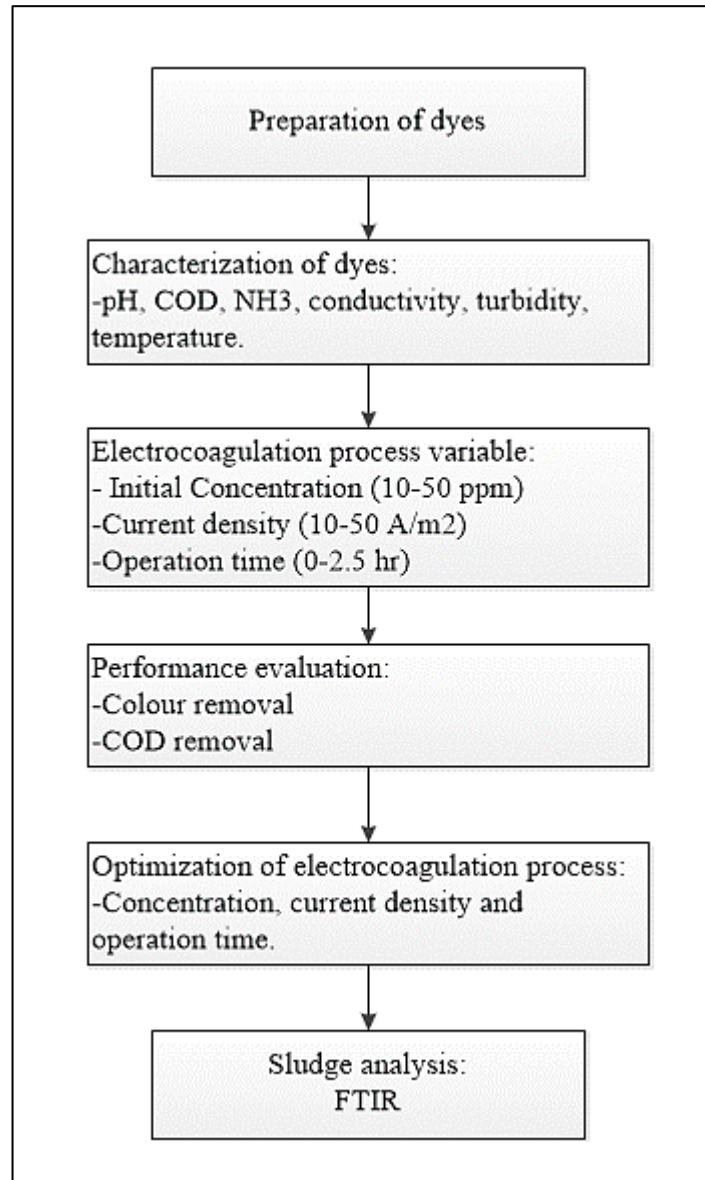 Preparation of dyes
Characterization of dyes:
-pH, COD, NH3, conductivity, turbidity,
temperature.
Electrocoagulation process variable:
- Initial Concentration (10-50 ppm)
-Current density (10-50 A/m2)
-Operation time (0-2.5 hr)
Performance evaluation:
-Colour removal
-COD removal
Optimization of electrocoagulation process:
-Concentration, current density and
operation time.
Sludge analysis:
FTIR